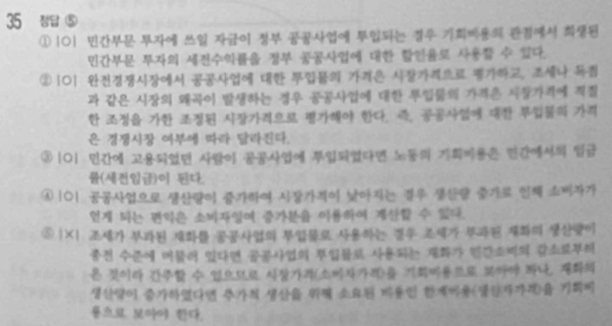 35 정답 ⑤
① |O| 민간부문 투자에 쓰일 자금이 정부 공공사업에 투입되는 경우 기회비용의 관점에서 희생된
민간부문 투자의 세전수익률을 정부 공공사업에 대한 할인율로 사용할 수 있다.
② |O| 완전경쟁시장에서 공공사업에 대한 투입물의 가격은 시장가격으로 평가하고, 조세나 독점
과 같은 시장의 왜곡이 발생하는 경우 공공사업에 대한 투입물의 가격은 시장가격에 적절
한 조정을 가한 조정된 시장가격으로 평가해야 한다. 즉, 공공사업에 대한 투입물의 가격
은 경쟁시장 여부에 따라 달라진다.
③ |O| 민간에 고용되었던 사람이 공공사업에 투입되었다면 노동의 기회비용은 민간에서의 임금
률(세전임금)이 된다.
④ |O| 공공사업으로 생산량이 증가하여 시장가격이 낮아지는 경우 생산량 증가로 인해 소비자가
얻게 되는 편익은 소비자잉여 증가분을 이용하여 계산할 수 있다.
⑤ |X| 조세가 부과된 재화를 공공사업의 투입물로 사용하는 경우 조세가 부과된 재화의 생산량이
종전 수준에 머물러 있다면 공공사업의 투입물로 사용되는 재화가 민간소비의 감소로부터
온 것이라 간주할 수 있으므로 시장가격(소비자가격)을 기회비용으로 보아야 하나, 재화의
생산량이 증가하였다면 추가적 생산을 위해 소요된 비용인 한계비용(생산자가격)을 기회비
용으로 보아야 한다.